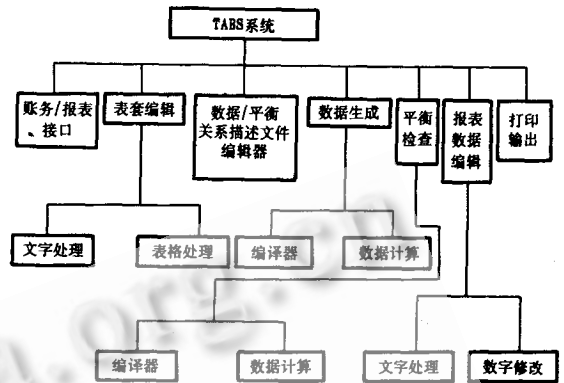 TABS系统
账务/报表
、接口
表套编辑
数据/平衡
关系描述文件
编辑器
数据生成
平衡
检查
报表
数据
编辑
打印
输出
文字处理
表格处理
编译器
数据计算
编译器
数据计算
文字处理
数字修改